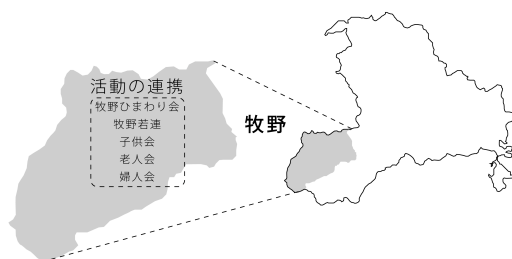 活動の連携
牧野ひまわり会
牧野若連
子供会
老人会
婦人会
牧野